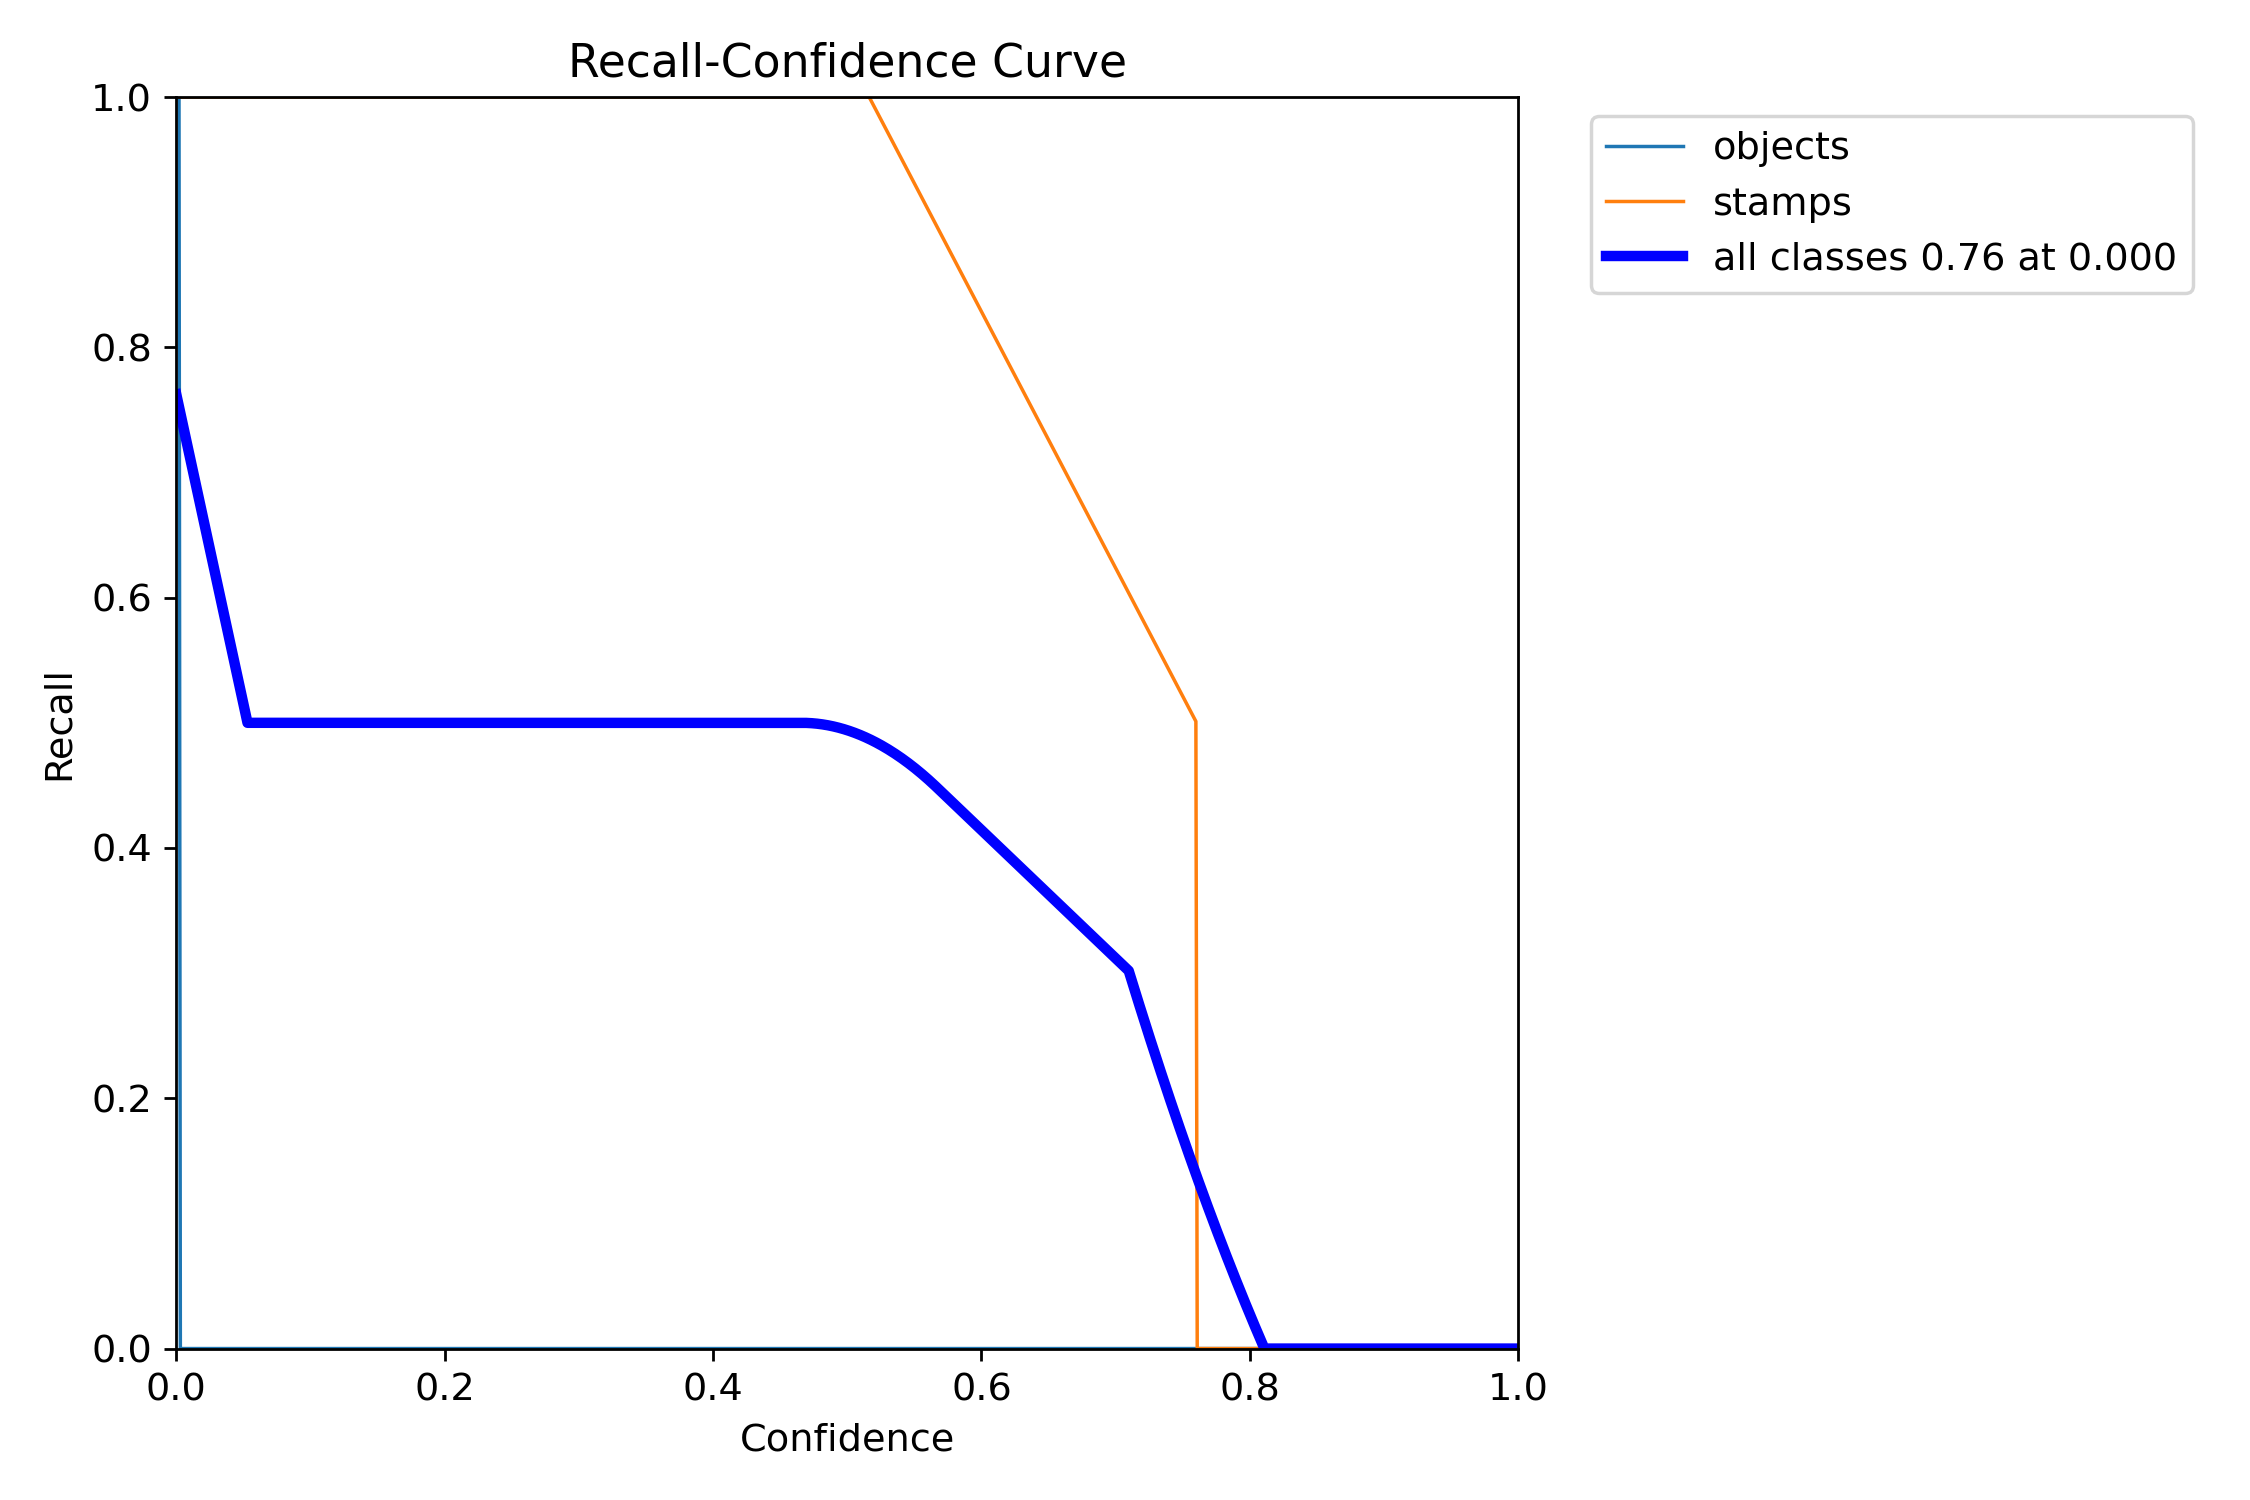 Recall-Confidence Curve
objects
stamps
all classes 0.76 at 0.000
Recall
1.0
0.8
0.6
0.4
0.2
0.0
0.0 0.2 0.4 0.6 0.8 1.0
Confidence